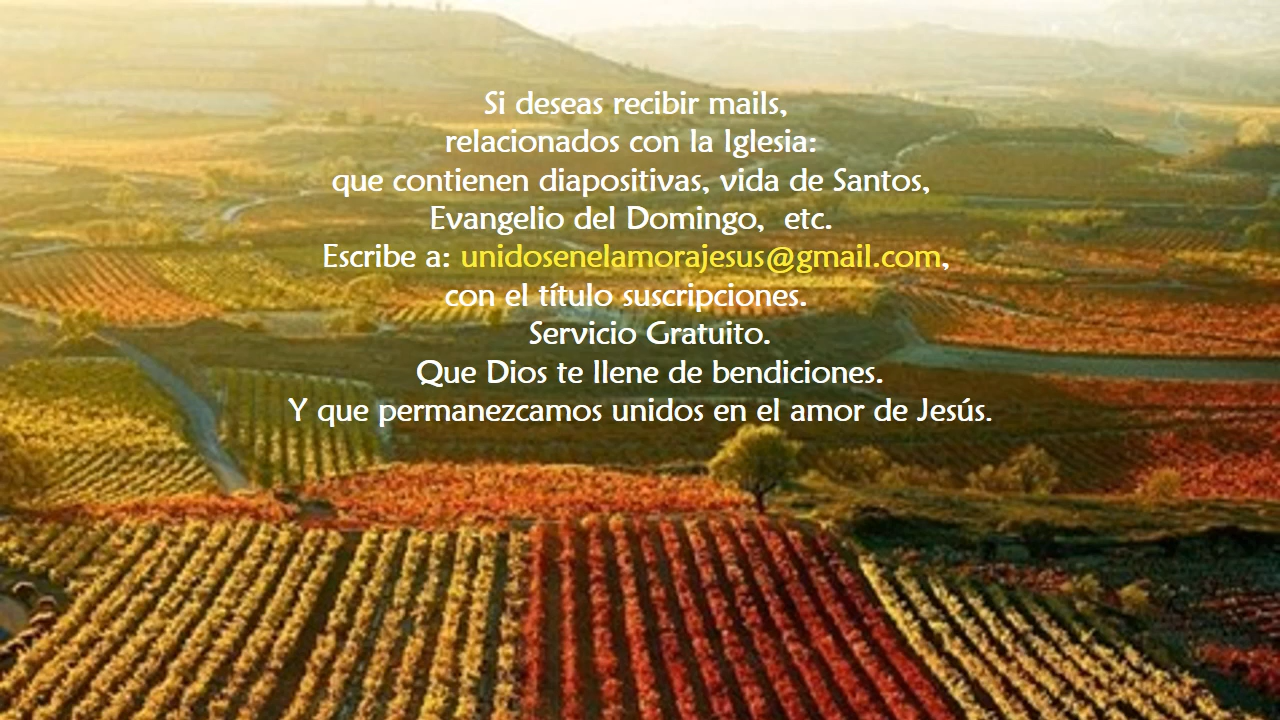 Si deseas recibir mails,
relacionados con la Iglesia:
que contienen diapositivas, vida de Santos,
Evangelio del Domingo,  etc.
Escribe a: unidosenelamorajesus@gmail.com,
con el título suscripciones.
Servicio Gratuito.
Que Dios te llene de bendiciones.
Y que permanezcamos unidos en el amor de Jesús.